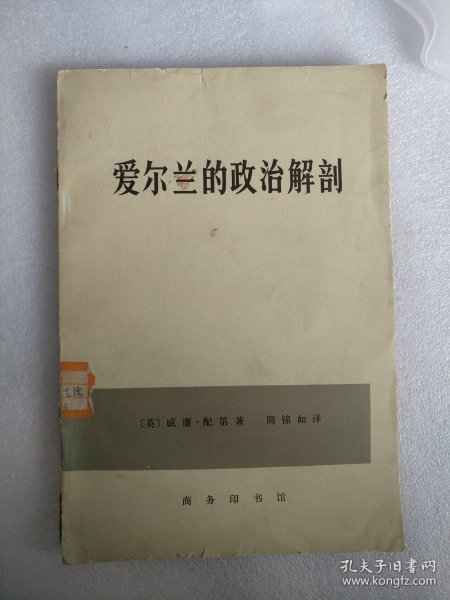 爱尔兰的政治解剖
〔英〕威廉·配第著 周锦如译
商务印书馆
孔夫子旧书网
www.kongfz.com